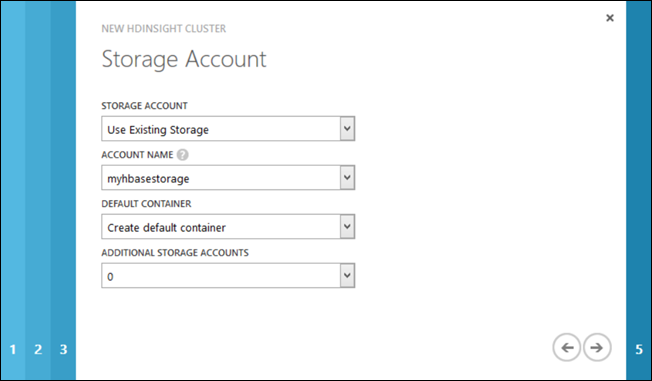 NEW HDINSIGHT CLUSTER
Storage Account
STORAGE ACCOUNT
Use Existing Storage
ACCOUNT NAME ?
myhbasestorage
DEFAULT CONTAINER
Create default container
ADDITIONAL STORAGE ACCOUNTS
0
1 2 3 5